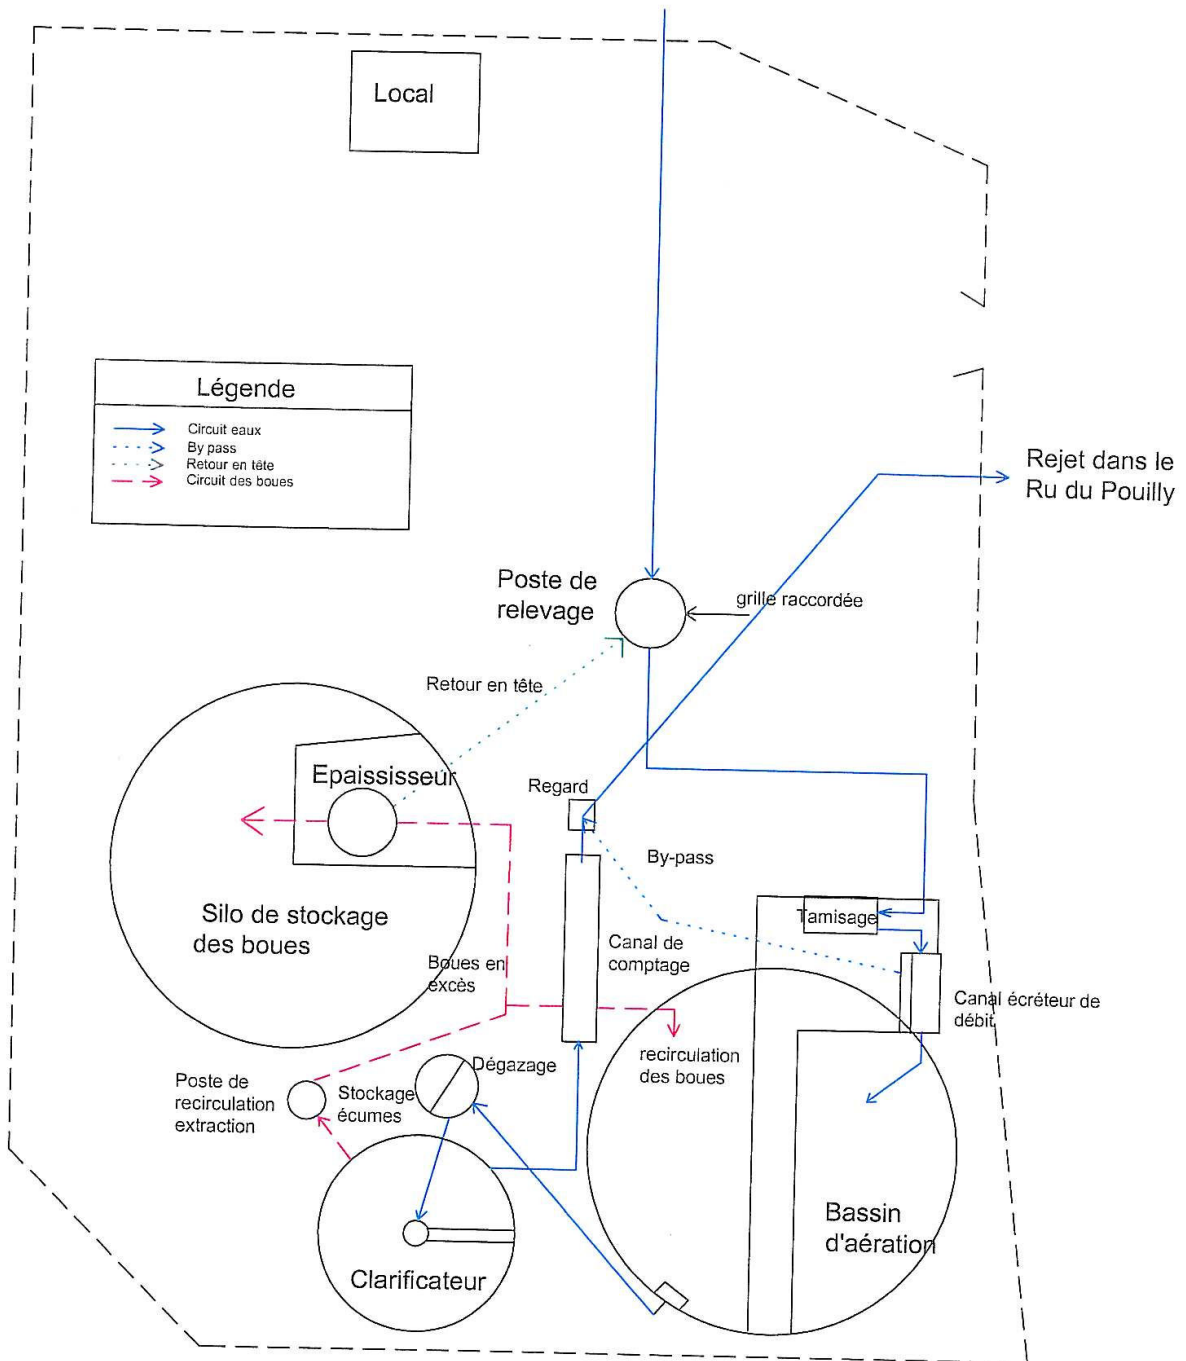 Local
Légende
Circuit eaux
By pass
Retour en tête
Circuit des boues
Rejet dans le
Ru du Pouilly
Poste de
relevage
grille raccordée
Retour en tête
Epaississeur
Regard
By-pass
Silo de stockage
des boues
Tamisage
Canal de
comptage
Boues en
excès
Canal écréteur de
débit
recirculation
des boues
Dégazage
Poste de
recirculation
extraction
Stockage
écumes
Clarificateur
Bassin
d'aération